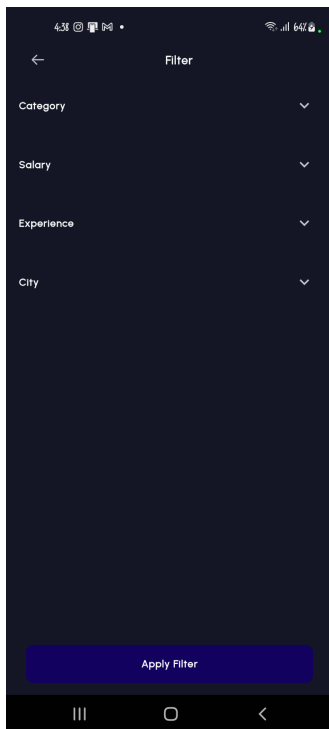 4:38
64%
Filter
Category
Salary
Experience
City
Apply Filter